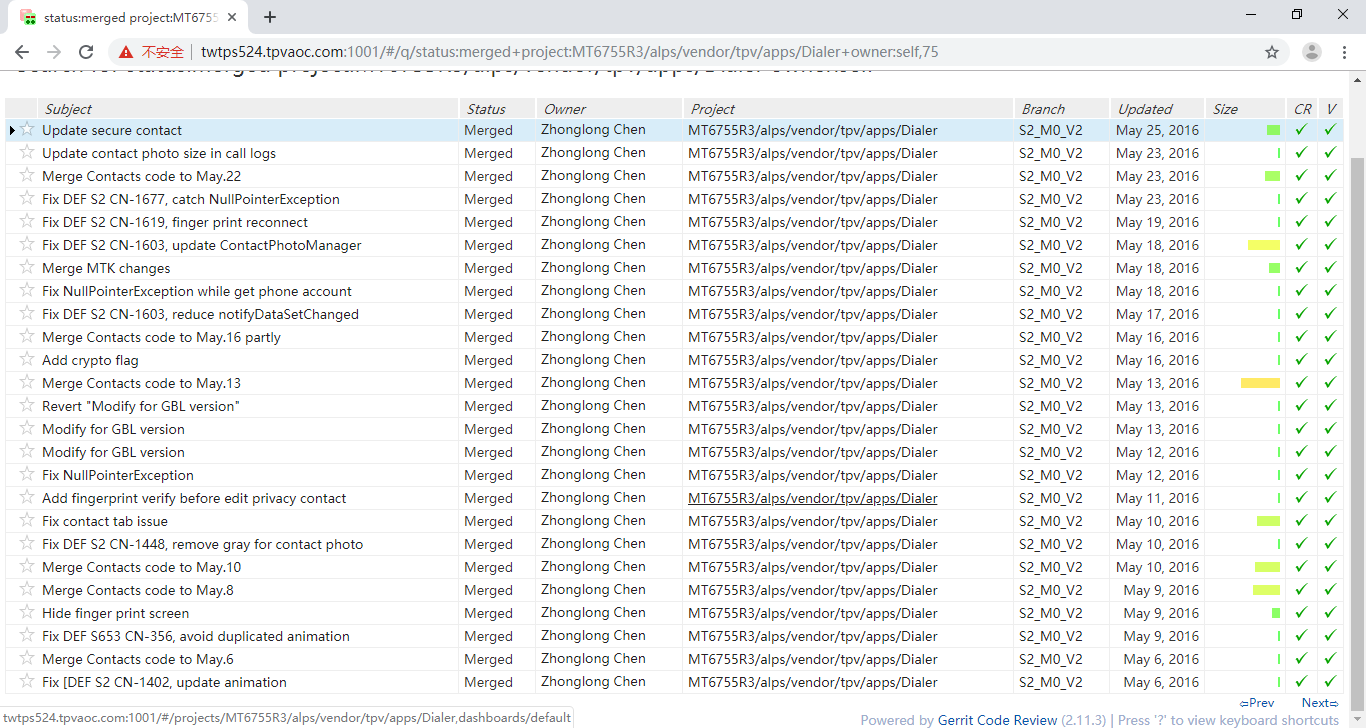 status:merged project:MT6755
不安全 twtps524.tpvaoc.com:1001/#/q/status:merged+project:MT6755R3/alps/vendor/tpv/apps/Dialer+owner:self,75
Search for status:merged project:MT6755R3/alps/vendor/tpv/apps/Dialer owner:self
Subject Status Owner Project Branch Updated Size CR V
Update secure contact Merged Zhonglong Chen MT6755R3/alps/vendor/tpv/apps/Dialer S2_M0_V2 May 25, 2016
Update contact photo size in call logs Merged Zhonglong Chen MT6755R3/alps/vendor/tpv/apps/Dialer S2_M0_V2 May 23, 2016
Merge Contacts code to May.22 Merged Zhonglong Chen MT6755R3/alps/vendor/tpv/apps/Dialer S2_M0_V2 May 23, 2016
Fix DEF S2 CN-1677, catch NullPointerException Merged Zhonglong Chen MT6755R3/alps/vendor/tpv/apps/Dialer S2_M0_V2 May 23, 2016
Fix DEF S2 CN-1619, finger print reconnect Merged Zhonglong Chen MT6755R3/alps/vendor/tpv/apps/Dialer S2_M0_V2 May 19, 2016
Fix DEF S2 CN-1603, update ContactPhotoManager Merged Zhonglong Chen MT6755R3/alps/vendor/tpv/apps/Dialer S2_M0_V2 May 18, 2016
Merge MTK changes Merged Zhonglong Chen MT6755R3/alps/vendor/tpv/apps/Dialer S2_M0_V2 May 18, 2016
Fix NullPointerException while get phone account Merged Zhonglong Chen MT6755R3/alps/vendor/tpv/apps/Dialer S2_M0_V2 May 18, 2016
Fix DEF S2 CN-1603, reduce notifyDataSetChanged Merged Zhonglong Chen MT6755R3/alps/vendor/tpv/apps/Dialer S2_M0_V2 May 17, 2016
Merge Contacts code to May.16 partly Merged Zhonglong Chen MT6755R3/alps/vendor/tpv/apps/Dialer S2_M0_V2 May 16, 2016
Add crypto flag Merged Zhonglong Chen MT6755R3/alps/vendor/tpv/apps/Dialer S2_M0_V2 May 16, 2016
Merge Contacts code to May.13 Merged Zhonglong Chen MT6755R3/alps/vendor/tpv/apps/Dialer S2_M0_V2 May 13, 2016
Revert "Modify for GBL version" Merged Zhonglong Chen MT6755R3/alps/vendor/tpv/apps/Dialer S2_M0_V2 May 13, 2016
Modify for GBL version Merged Zhonglong Chen MT6755R3/alps/vendor/tpv/apps/Dialer S2_M0_V2 May 13, 2016
Modify for GBL version Merged Zhonglong Chen MT6755R3/alps/vendor/tpv/apps/Dialer S2_M0_V2 May 12, 2016
Fix NullPointerException Merged Zhonglong Chen MT6755R3/alps/vendor/tpv/apps/Dialer S2_M0_V2 May 12, 2016
Add fingerprint verify before edit privacy contact Merged Zhonglong Chen MT6755R3/alps/vendor/tpv/apps/Dialer S2_M0_V2 May 11, 2016
Fix contact tab issue Merged Zhonglong Chen MT6755R3/alps/vendor/tpv/apps/Dialer S2_M0_V2 May 10, 2016
Fix DEF S2 CN-1448, remove gray for contact photo Merged Zhonglong Chen MT6755R3/alps/vendor/tpv/apps/Dialer S2_M0_V2 May 10, 2016
Merge Contacts code to May.10 Merged Zhonglong Chen MT6755R3/alps/vendor/tpv/apps/Dialer S2_M0_V2 May 10, 2016
Merge Contacts code to May.8 Merged Zhonglong Chen MT6755R3/alps/vendor/tpv/apps/Dialer S2_M0_V2 May 9, 2016
Hide finger print screen Merged Zhonglong Chen MT6755R3/alps/vendor/tpv/apps/Dialer S2_M0_V2 May 9, 2016
Fix DEF S653 CN-356, avoid duplicated animation Merged Zhonglong Chen MT6755R3/alps/vendor/tpv/apps/Dialer S2_M0_V2 May 9, 2016
Merge Contacts code to May.6 Merged Zhonglong Chen MT6755R3/alps/vendor/tpv/apps/Dialer S2_M0_V2 May 6, 2016
Fix [DEF S2 CN-1402, update animation Merged Zhonglong Chen MT6755R3/alps/vendor/tpv/apps/Dialer S2_M0_V2 May 6, 2016
⇦Prev Next⇨
twtps524.tpvaoc.com:1001/#/projects/MT6755R3/alps/vendor/tpv/apps/Dialer,dashboards/default
Powered by Gerrit Code Review (2.11.3) | Press '?' to view keyboard shortcuts